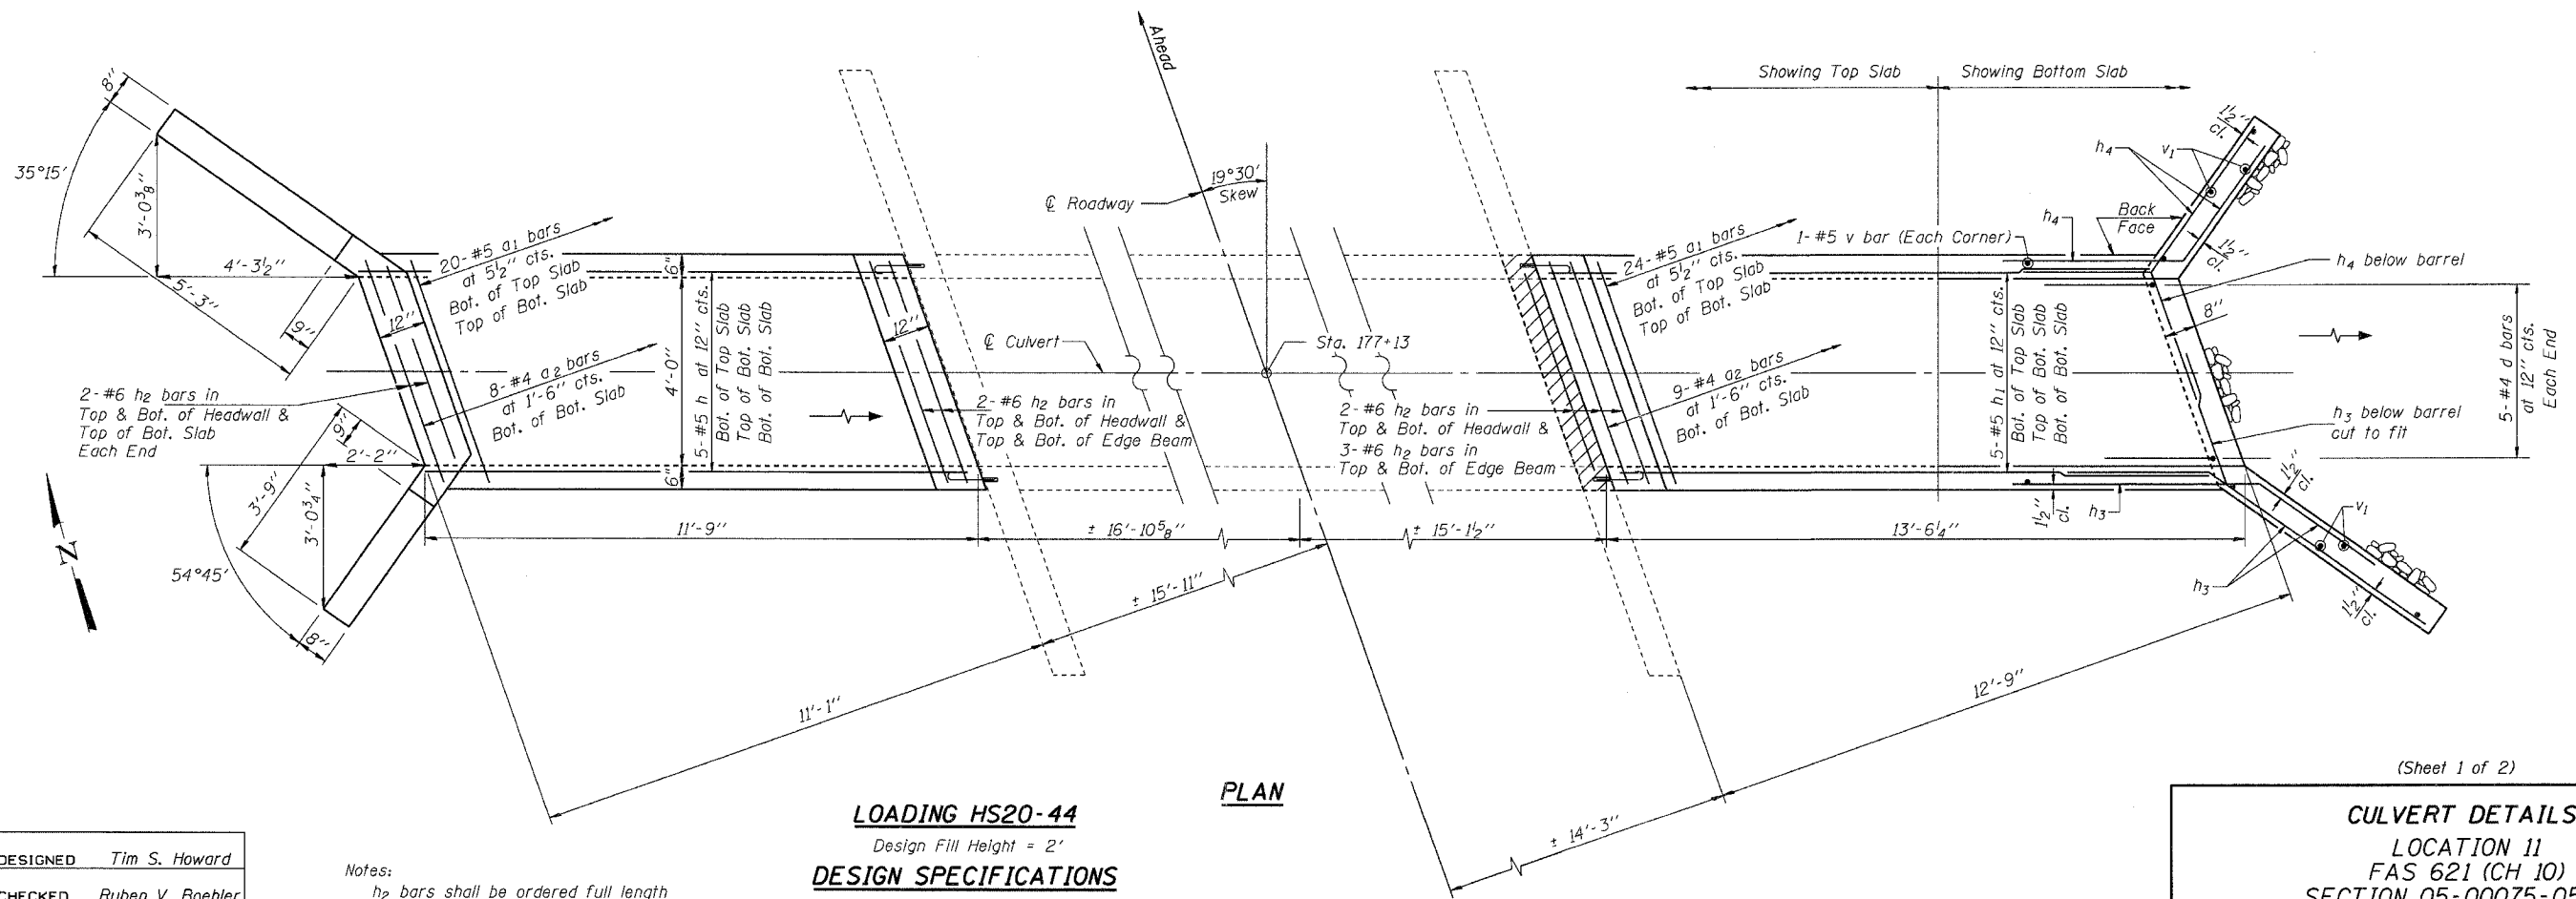 Ahead
Showing Top Slab
Showing Bottom Slab
8"
35°15'
3'-0 3/8"
5'-3"
9"
4'-3½"
20-#5 a1 bars
at 5½" cts.
Bot. of Top Slab
Top of Bot. Slab
12"
8-#4 a2 bars
at 1'-6" cts.
Bot. of Bot. Slab
2-#6 h2 bars in
Top & Bot. of Headwall &
Top of Bot. Slab
Each End
6"
4'-0"
6"
5-#5 h at 12" cts.
Bot. of Top Slab
Top of Bot. Slab
Bot. of Bot. Slab
12"
19°30'
Skew
℄ Roadway
℄ Culvert
Sta. 177+13
2-#6 h2 bars in
Top & Bot. of Headwall &
Top & Bot. of Edge Beam
2-#6 h2 bars in
Top & Bot. of Headwall &
3-#6 h2 bars in
Top & Bot. of Edge Beam
24-#5 a1 bars
at 5½" cts.
Bot. of Top Slab
Top of Bot. Slab
9-#4 a2 bars
at 1'-6" cts.
Bot. of Bot. Slab
1-#5 v bar (Each Corner)
h4
Back
Face
h4
v1
1½"
cl.
1½"
cl.
h4 below barrel
8"
5-#5 h1 at 12" cts.
Bot. of Top Slab
Top of Bot. Slab
Bot. of Bot. Slab
5-#4 d bars
at 12" cts.
Each End
h3 below barrel
cut to fit
1½"
cl.
h3
1½"
cl.
v1
h3
1½"
cl.
9"
2'-2"
3'-9"
3'-0¾"
54°45'
8"
N
11'-9"
± 16'-10 5/8"
± 15'-1½"
13'-6¼"
11'-1"
± 15'-11"
± 14'-3"
12'-9"
PLAN
LOADING HS20-44
Design Fill Height = 2'
DESIGN SPECIFICATIONS
DESIGNED Tim S. Howard
CHECKED Ruben V. Boehler
Notes:
h2 bars shall be ordered full length
(Sheet 1 of 2)
CULVERT DETAILS
LOCATION 11
FAS 621 (CH 10)
SECTION 05-00075-05